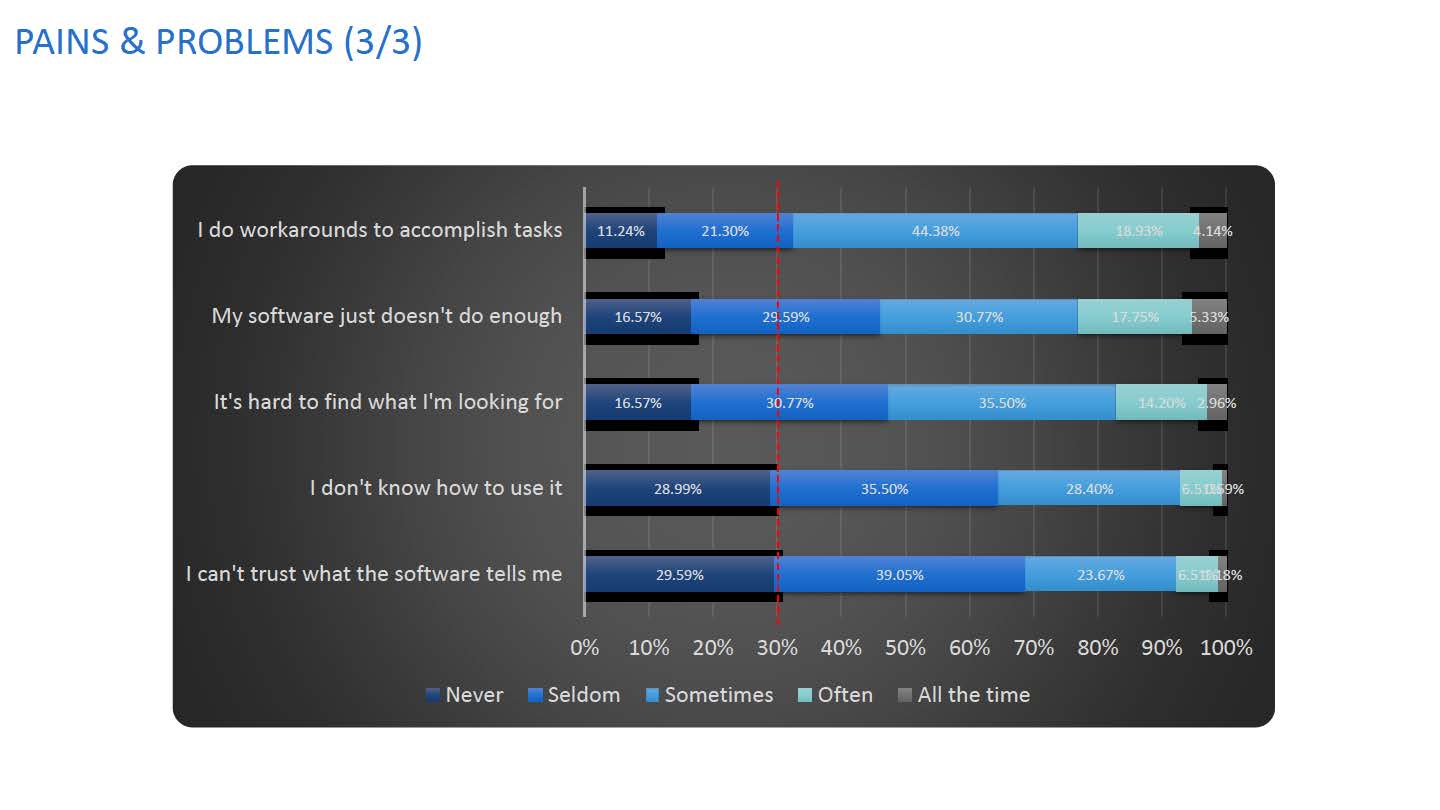 PAINS & PROBLEMS (3/3)
I do workarounds to accomplish tasks
11.24% 21.30% 44.38% 18.93% 4.14%
My software just doesn't do enough
16.57% 29.59% 30.77% 17.75% 5.33%
It's hard to find what I'm looking for
16.57% 30.77% 35.50% 14.20% 2.96%
I don't know how to use it
28.99% 35.50% 28.40% 6.51%
I can't trust what the software tells me
29.59% 39.05% 23.67% 6.51%
0% 10% 20% 30% 40% 50% 60% 70% 80% 90% 100%
Never Seldom Sometimes Often All the time